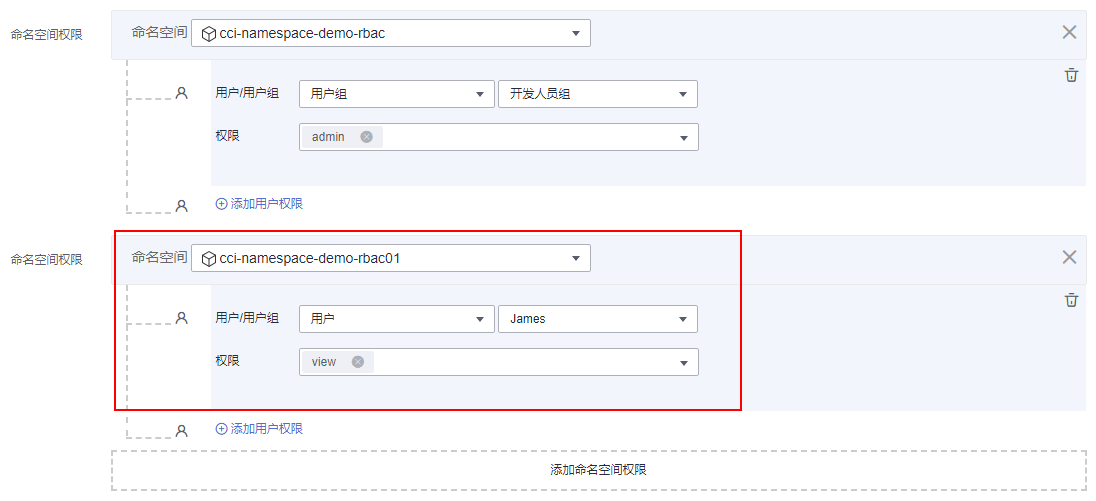 命名空间权限 命名空间 cci-namespace-demo-rbac
用户/用户组 用户组 开发人员组
权限 admin
添加用户权限
命名空间权限 命名空间 cci-namespace-demo-rbac01
用户/用户组 用户 James
权限 view
添加用户权限
添加命名空间权限